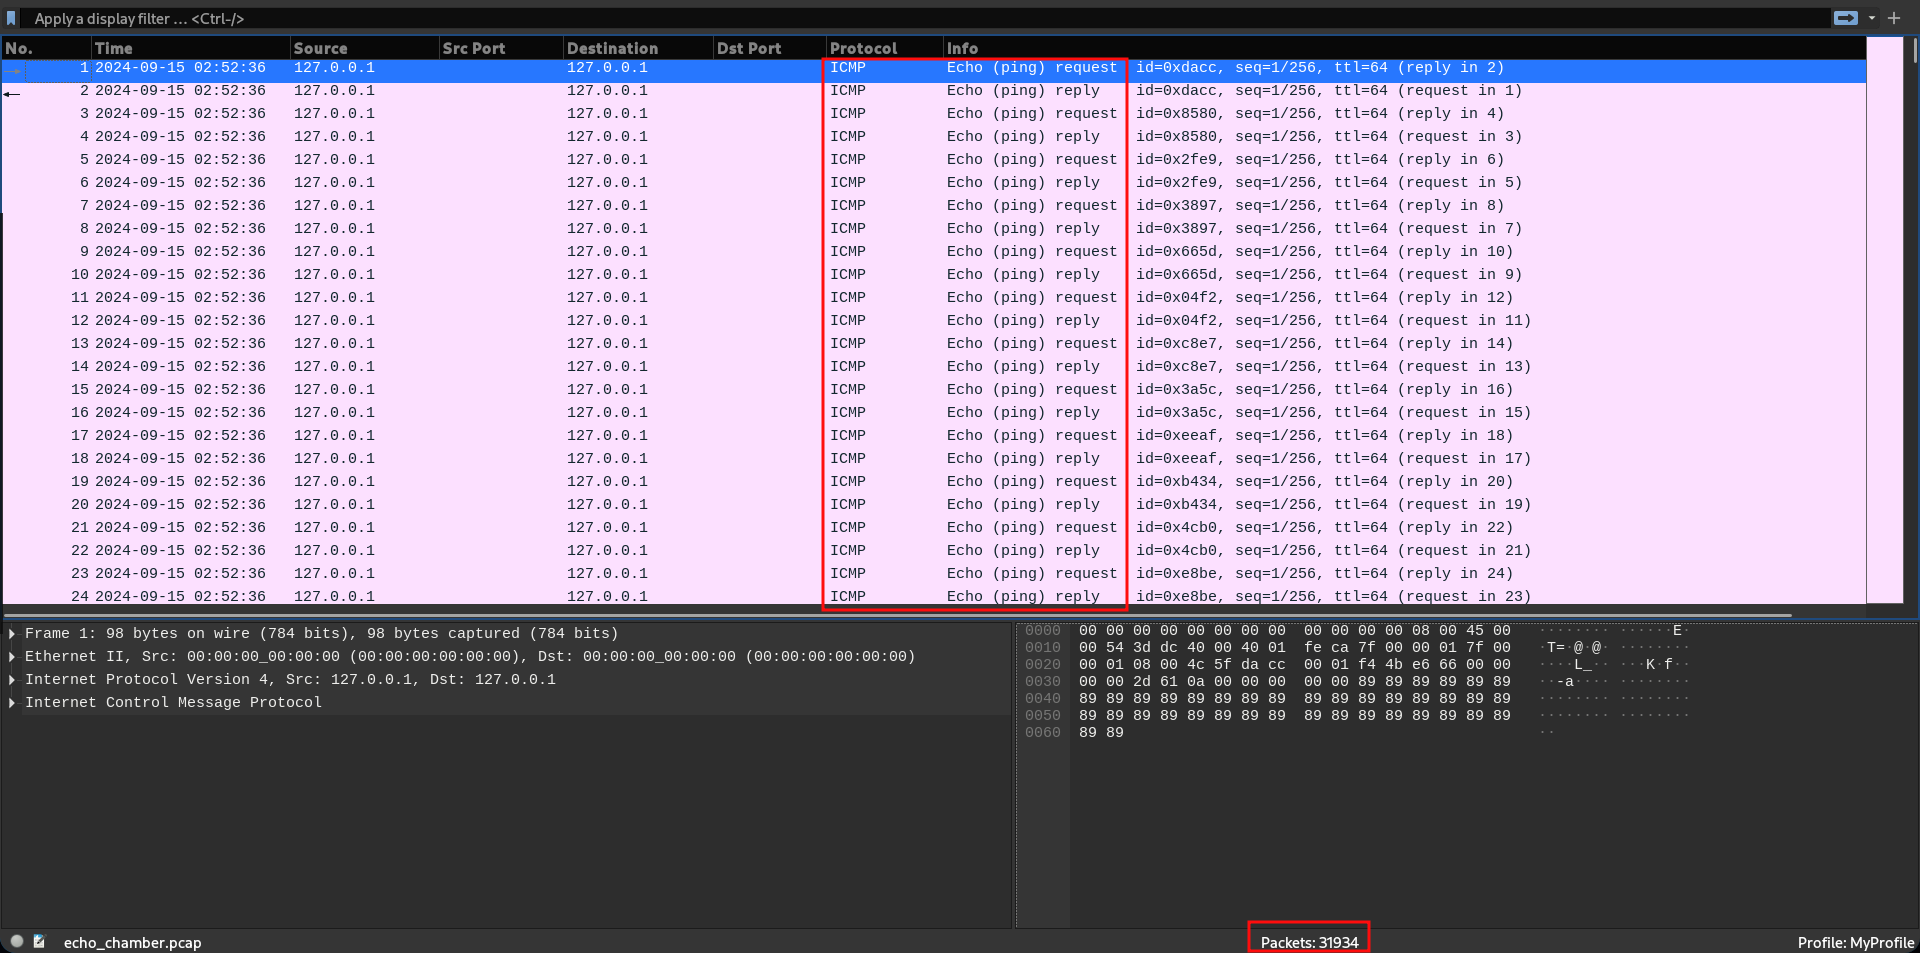 Apply a display filter … <Ctrl-/>
No. Time Source Src Port Destination Dst Port Protocol Info
1 2024-09-15 02:52:36 127.0.0.1 127.0.0.1 ICMP Echo (ping) request id=0xdacc, seq=1/256, ttl=64 (reply in 2)
2 2024-09-15 02:52:36 127.0.0.1 127.0.0.1 ICMP Echo (ping) reply id=0xdacc, seq=1/256, ttl=64 (request in 1)
3 2024-09-15 02:52:36 127.0.0.1 127.0.0.1 ICMP Echo (ping) request id=0x8580, seq=1/256, ttl=64 (reply in 4)
4 2024-09-15 02:52:36 127.0.0.1 127.0.0.1 ICMP Echo (ping) reply id=0x8580, seq=1/256, ttl=64 (request in 3)
5 2024-09-15 02:52:36 127.0.0.1 127.0.0.1 ICMP Echo (ping) request id=0x2fe9, seq=1/256, ttl=64 (reply in 6)
6 2024-09-15 02:52:36 127.0.0.1 127.0.0.1 ICMP Echo (ping) reply id=0x2fe9, seq=1/256, ttl=64 (request in 5)
7 2024-09-15 02:52:36 127.0.0.1 127.0.0.1 ICMP Echo (ping) request id=0x3897, seq=1/256, ttl=64 (reply in 8)
8 2024-09-15 02:52:36 127.0.0.1 127.0.0.1 ICMP Echo (ping) reply id=0x3897, seq=1/256, ttl=64 (request in 7)
9 2024-09-15 02:52:36 127.0.0.1 127.0.0.1 ICMP Echo (ping) request id=0x665d, seq=1/256, ttl=64 (reply in 10)
10 2024-09-15 02:52:36 127.0.0.1 127.0.0.1 ICMP Echo (ping) reply id=0x665d, seq=1/256, ttl=64 (request in 9)
11 2024-09-15 02:52:36 127.0.0.1 127.0.0.1 ICMP Echo (ping) request id=0x04f2, seq=1/256, ttl=64 (reply in 12)
12 2024-09-15 02:52:36 127.0.0.1 127.0.0.1 ICMP Echo (ping) reply id=0x04f2, seq=1/256, ttl=64 (request in 11)
13 2024-09-15 02:52:36 127.0.0.1 127.0.0.1 ICMP Echo (ping) request id=0xc8e7, seq=1/256, ttl=64 (reply in 14)
14 2024-09-15 02:52:36 127.0.0.1 127.0.0.1 ICMP Echo (ping) reply id=0xc8e7, seq=1/256, ttl=64 (request in 13)
15 2024-09-15 02:52:36 127.0.0.1 127.0.0.1 ICMP Echo (ping) request id=0x3a5c, seq=1/256, ttl=64 (reply in 16)
16 2024-09-15 02:52:36 127.0.0.1 127.0.0.1 ICMP Echo (ping) reply id=0x3a5c, seq=1/256, ttl=64 (request in 15)
17 2024-09-15 02:52:36 127.0.0.1 127.0.0.1 ICMP Echo (ping) request id=0xeeaf, seq=1/256, ttl=64 (reply in 18)
18 2024-09-15 02:52:36 127.0.0.1 127.0.0.1 ICMP Echo (ping) reply id=0xeeaf, seq=1/256, ttl=64 (request in 17)
19 2024-09-15 02:52:36 127.0.0.1 127.0.0.1 ICMP Echo (ping) request id=0xb434, seq=1/256, ttl=64 (reply in 20)
20 2024-09-15 02:52:36 127.0.0.1 127.0.0.1 ICMP Echo (ping) reply id=0xb434, seq=1/256, ttl=64 (request in 19)
21 2024-09-15 02:52:36 127.0.0.1 127.0.0.1 ICMP Echo (ping) request id=0x4cb0, seq=1/256, ttl=64 (reply in 22)
22 2024-09-15 02:52:36 127.0.0.1 127.0.0.1 ICMP Echo (ping) reply id=0x4cb0, seq=1/256, ttl=64 (request in 21)
23 2024-09-15 02:52:36 127.0.0.1 127.0.0.1 ICMP Echo (ping) request id=0xe8be, seq=1/256, ttl=64 (reply in 24)
24 2024-09-15 02:52:36 127.0.0.1 127.0.0.1 ICMP Echo (ping) reply id=0xe8be, seq=1/256, ttl=64 (request in 23)
Frame 1: 98 bytes on wire (784 bits), 98 bytes captured (784 bits)
Ethernet II, Src: 00:00:00_00:00:00 (00:00:00:00:00:00), Dst: 00:00:00_00:00:00 (00:00:00:00:00:00)
Internet Protocol Version 4, Src: 127.0.0.1, Dst: 127.0.0.1
Internet Control Message Protocol
0000 00 00 00 00 00 00 00 00 00 00 00 00 08 00 45 00 ········ ······E·
0010 00 54 3d dc 40 00 40 01 fe ca 7f 00 00 01 7f 00 ·T=·@·@· ········
0020 00 01 08 00 4c 5f da cc 00 01 f4 4b e6 66 00 00 ····L_·· ···K·f··
0030 00 00 2d 61 0a 00 00 00 00 00 89 89 89 89 89 89 ··-a···· ········
0040 89 89 89 89 89 89 89 89 89 89 89 89 89 89 89 89 ········ ········
0050 89 89 89 89 89 89 89 89 89 89 89 89 89 89 89 89 ········ ········
0060 89 89 ··
echo_chamber.pcap Packets: 31934 Profile: MyProfile